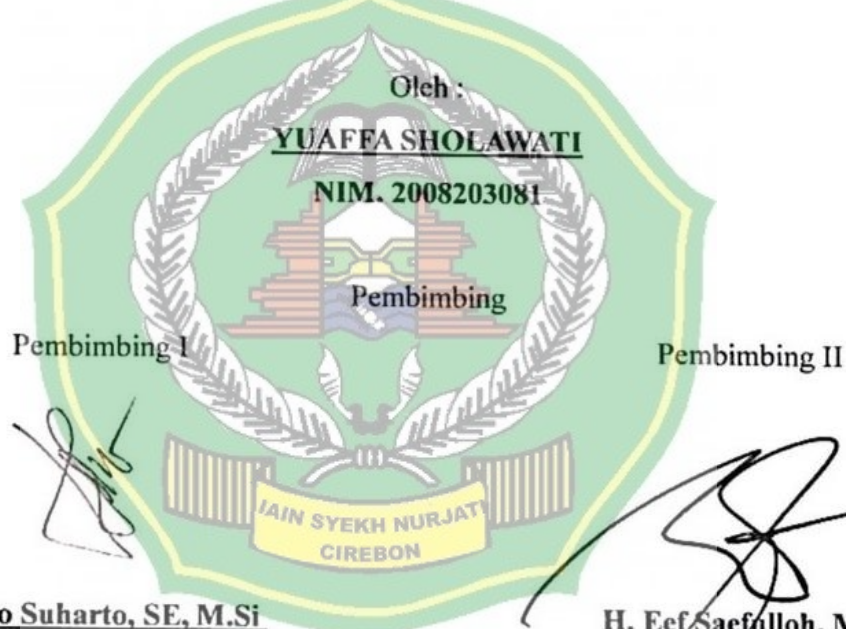 Oleh :
YUAFFA SHOLAWATI
NIM. 2008203081
Pembimbing
Pembimbing I
Pembimbing II
IAIN SYEKH NURJATI
CIREBON
Suharto, SE, M.Si
H. Eef Saefulloh, M